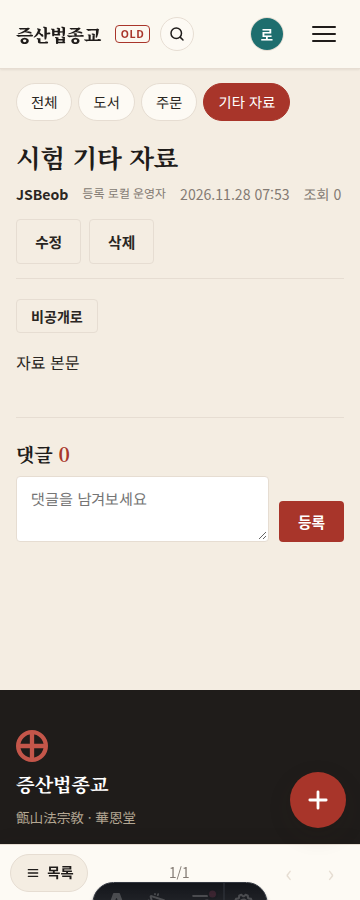 증산법종교 OLD 로
전체 도서 주문 기타 자료
시험 기타 자료
JSBeob 등록 로컬 운영자 2026.11.28 07:53 조회 0
수정 삭제
비공개로
자료 본문
댓글 0
댓글을 남겨보세요
등록
증산법종교
甑山法宗敎 · 華恩堂
목록 1/1